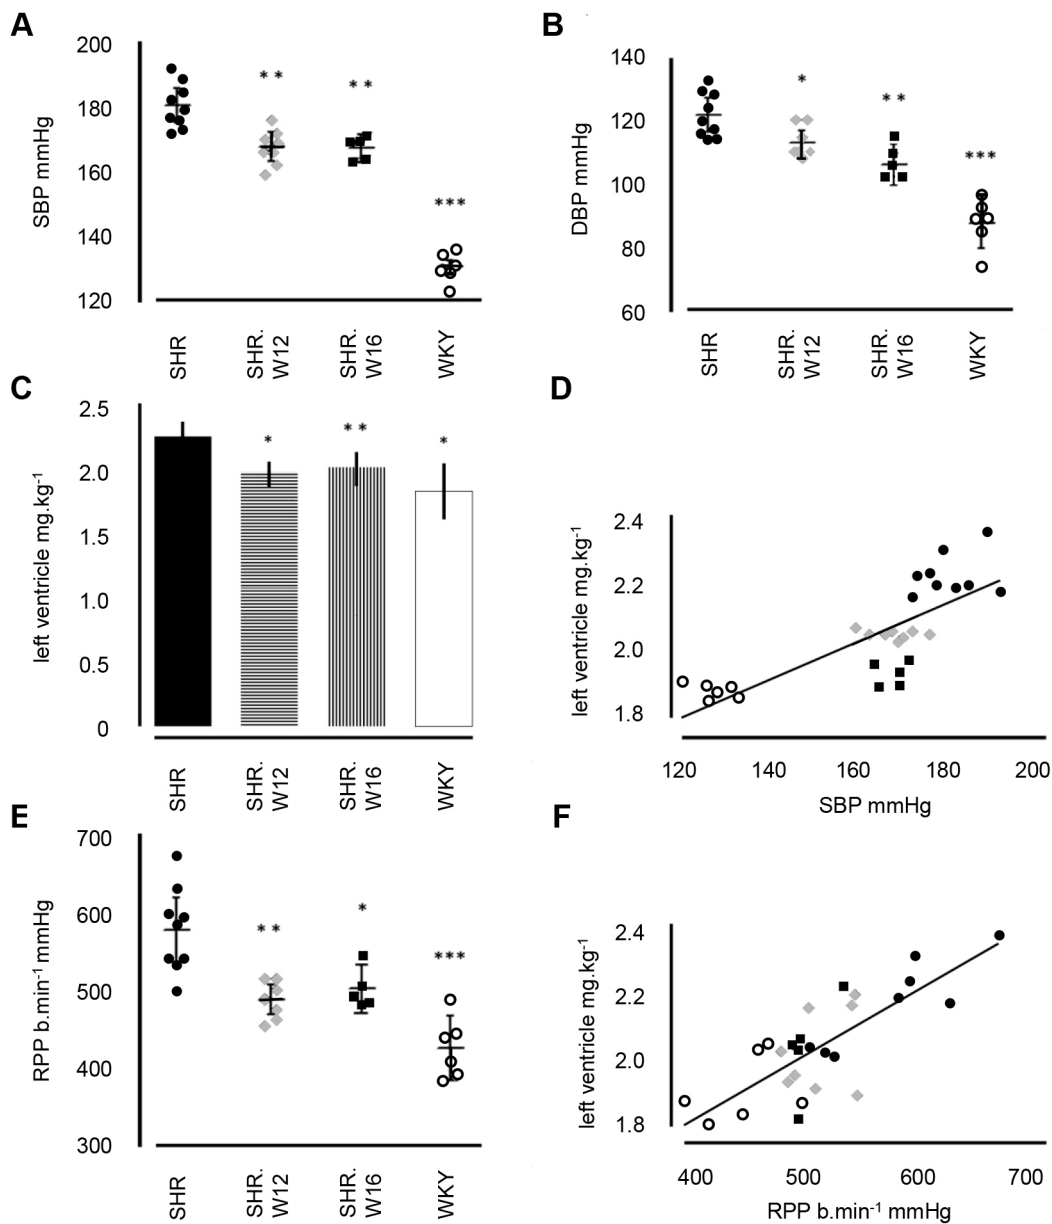 A
200
180
160
140
120
SBP mmHg
* *
* *
***
SHR
SHR.
W12
SHR.
W16
WKY
B
140
120
100
80
60
DBP mmHg
*
* *
***
SHR
SHR.
W12
SHR.
W16
WKY
C
2.5
2.0
1.5
1.0
0.5
0
left ventricle mg.kg-1
*
* *
*
SHR
SHR.
W12
SHR.
W16
WKY
D
2.4
2.2
2.0
1.8
left ventricle mg.kg-1
120 140 160 180 200
SBP mmHg
E
700
600
500
400
300
RPP b.min-1 mmHg
* *
*
***
SHR
SHR.
W12
SHR.
W16
WKY
F
2.4
2.2
2.0
1.8
left ventricle mg.kg-1
400 500 600 700
RPP b.min-1 mmHg